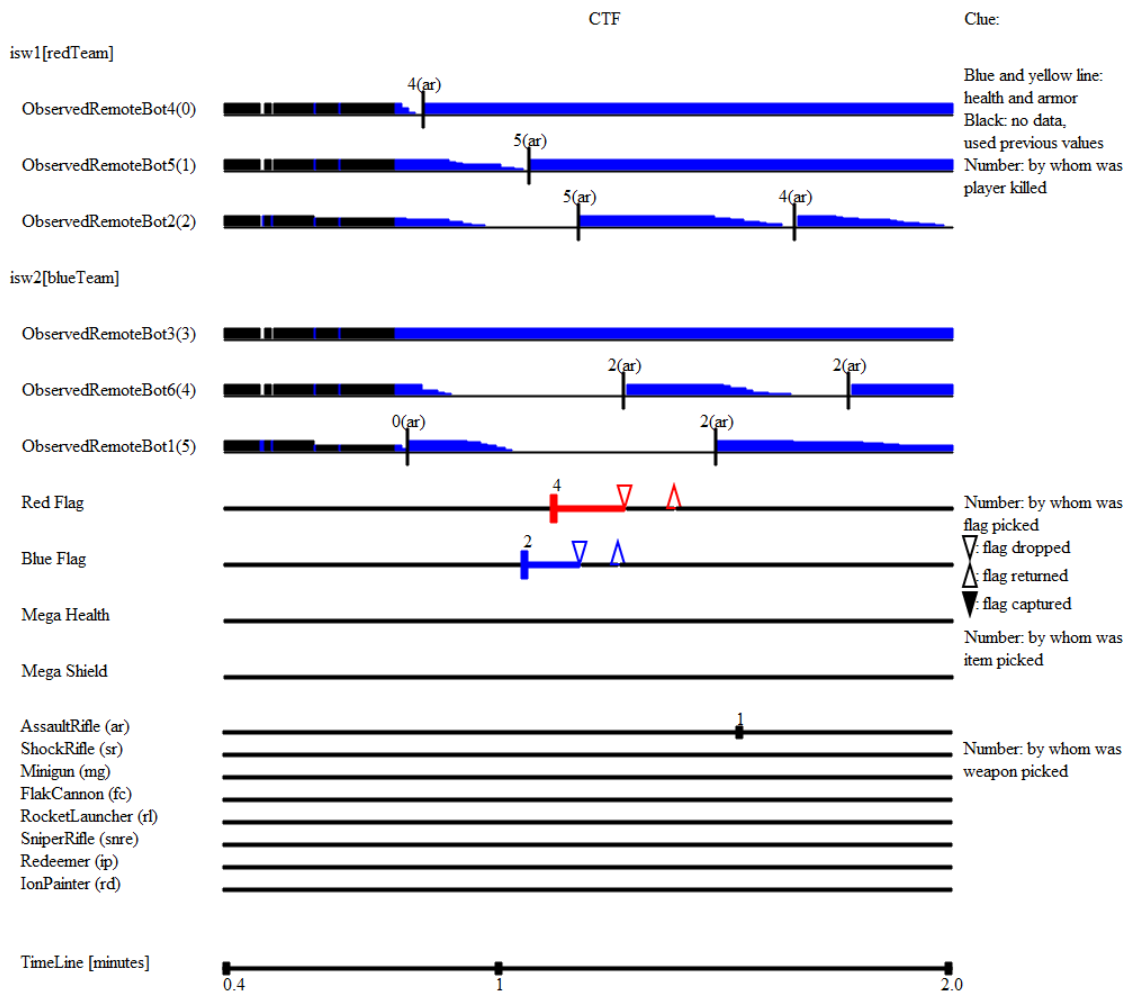 CTF
Clue:
isw1[redTeam]
Blue and yellow line:
health and armor
Black: no data,
used previous values
Number: by whom was
player killed
4(ar)
ObservedRemoteBot4(0)
5(ar)
ObservedRemoteBot5(1)
5(ar) 4(ar)
ObservedRemoteBot2(2)
isw2[blueTeam]
ObservedRemoteBot3(3)
2(ar) 2(ar)
ObservedRemoteBot6(4)
0(ar) 2(ar)
ObservedRemoteBot1(5)
4
Red Flag
Number: by whom was
flag picked
2
Blue Flag
: flag dropped
: flag returned
: flag captured
Mega Health
Number: by whom was
item picked
Mega Shield
1
AssaultRifle (ar)
ShockRifle (sr)
Number: by whom was
weapon picked
Minigun (mg)
FlakCannon (fc)
RocketLauncher (rl)
SniperRifle (snre)
Redeemer (ip)
IonPainter (rd)
TimeLine [minutes]
0.4 1 2.0